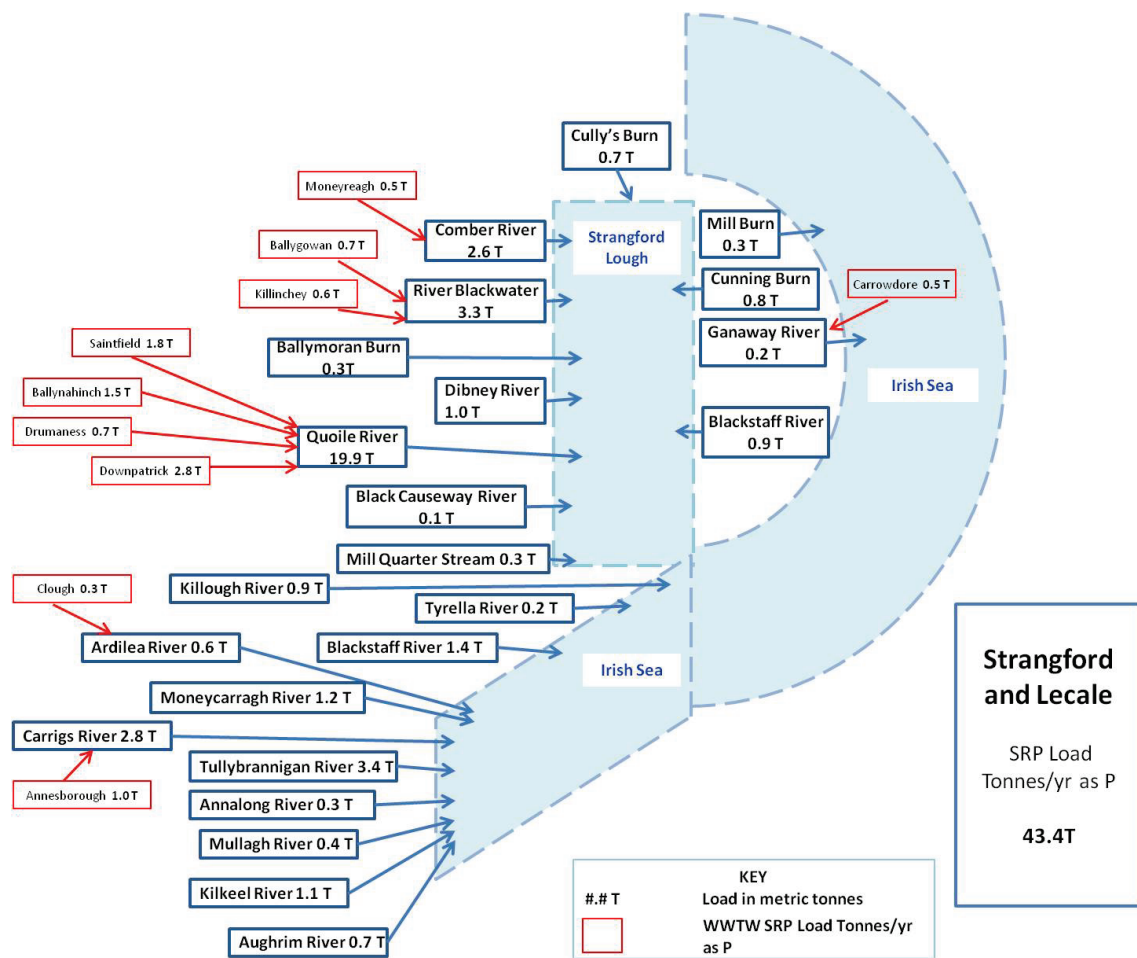 Cully's Burn
0.7 T
Moneyreagh 0.5 T
Comber River
2.6 T
Strangford
Lough
Mill Burn
0.3 T
Ballygowan 0.7 T
Killinchey 0.6 T
River Blackwater
3.3 T
Cunning Burn
0.8 T
Carrowdore 0.5 T
Saintfield 1.8 T
Ballymoran Burn
0.3T
Ganaway River
0.2 T
Irish Sea
Ballynahinch 1.5 T
Dibney River
1.0 T
Drumaness 0.7 T
Quoile River
19.9 T
Blackstaff River
0.9 T
Downpatrick 2.8 T
Black Causeway River
0.1 T
Mill Quarter Stream 0.3 T
Killough River 0.9 T
Clough 0.3 T
Tyrella River 0.2 T
Ardilea River 0.6 T
Blackstaff River 1.4 T
Irish Sea
Moneycarragh River 1.2 T
Carrigs River 2.8 T
Tullybrannigan River 3.4 T
Annesborough 1.0 T
Annalong River 0.3 T
Mullagh River 0.4 T
Kilkeel River 1.1 T
Aughrim River 0.7 T
Strangford
and Lecale
SRP Load
Tonnes/yr as P
43.4T
KEY
#.# T Load in metric tonnes
WWTW SRP Load Tonnes/yr
as P